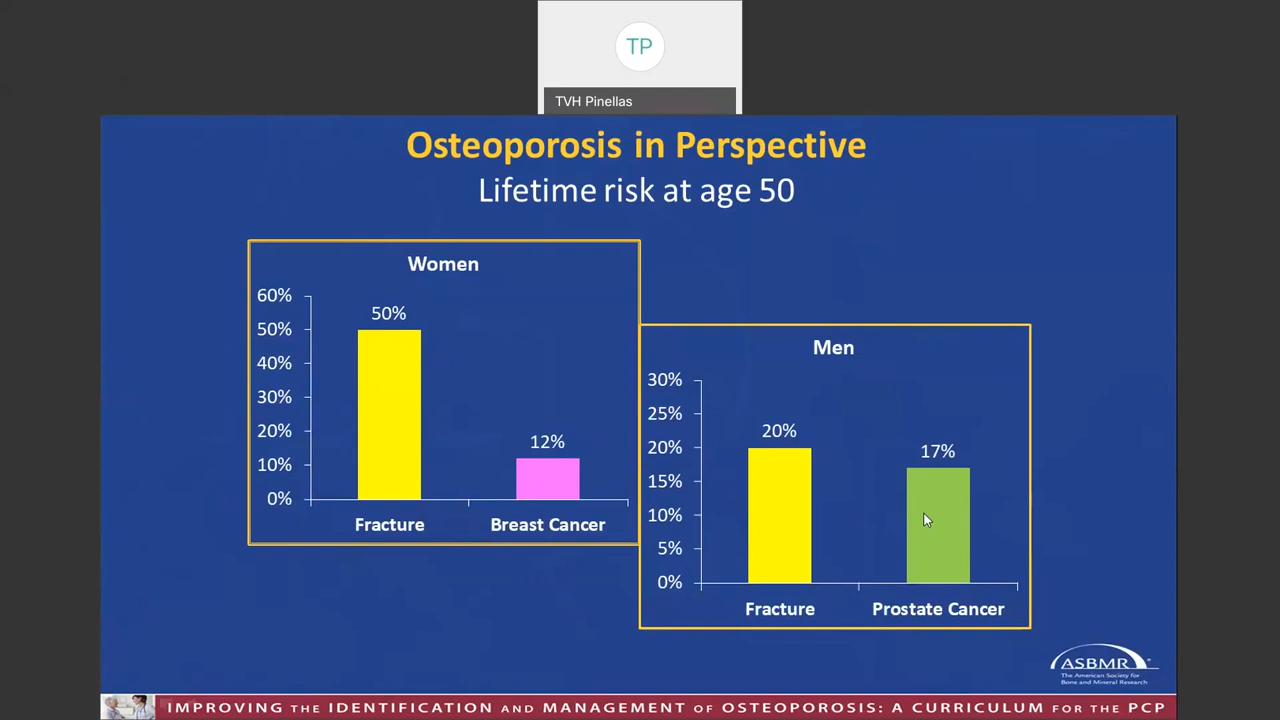 TP
TVH Pinellas
Osteoporosis in Perspective
Lifetime risk at age 50
Women
60%
50%
40%
30%
20%
10%
0%
50%
12%
Fracture
Breast Cancer
Men
30%
25%
20%
15%
10%
5%
0%
20%
17%
Fracture
Prostate Cancer
ASBMR
The American Society for
Bone and Mineral Research
IMPROVING THE IDENTIFICATION AND MANAGEMENT OF OSTEOPOROSIS: A CURRICULUM FOR THE PCP